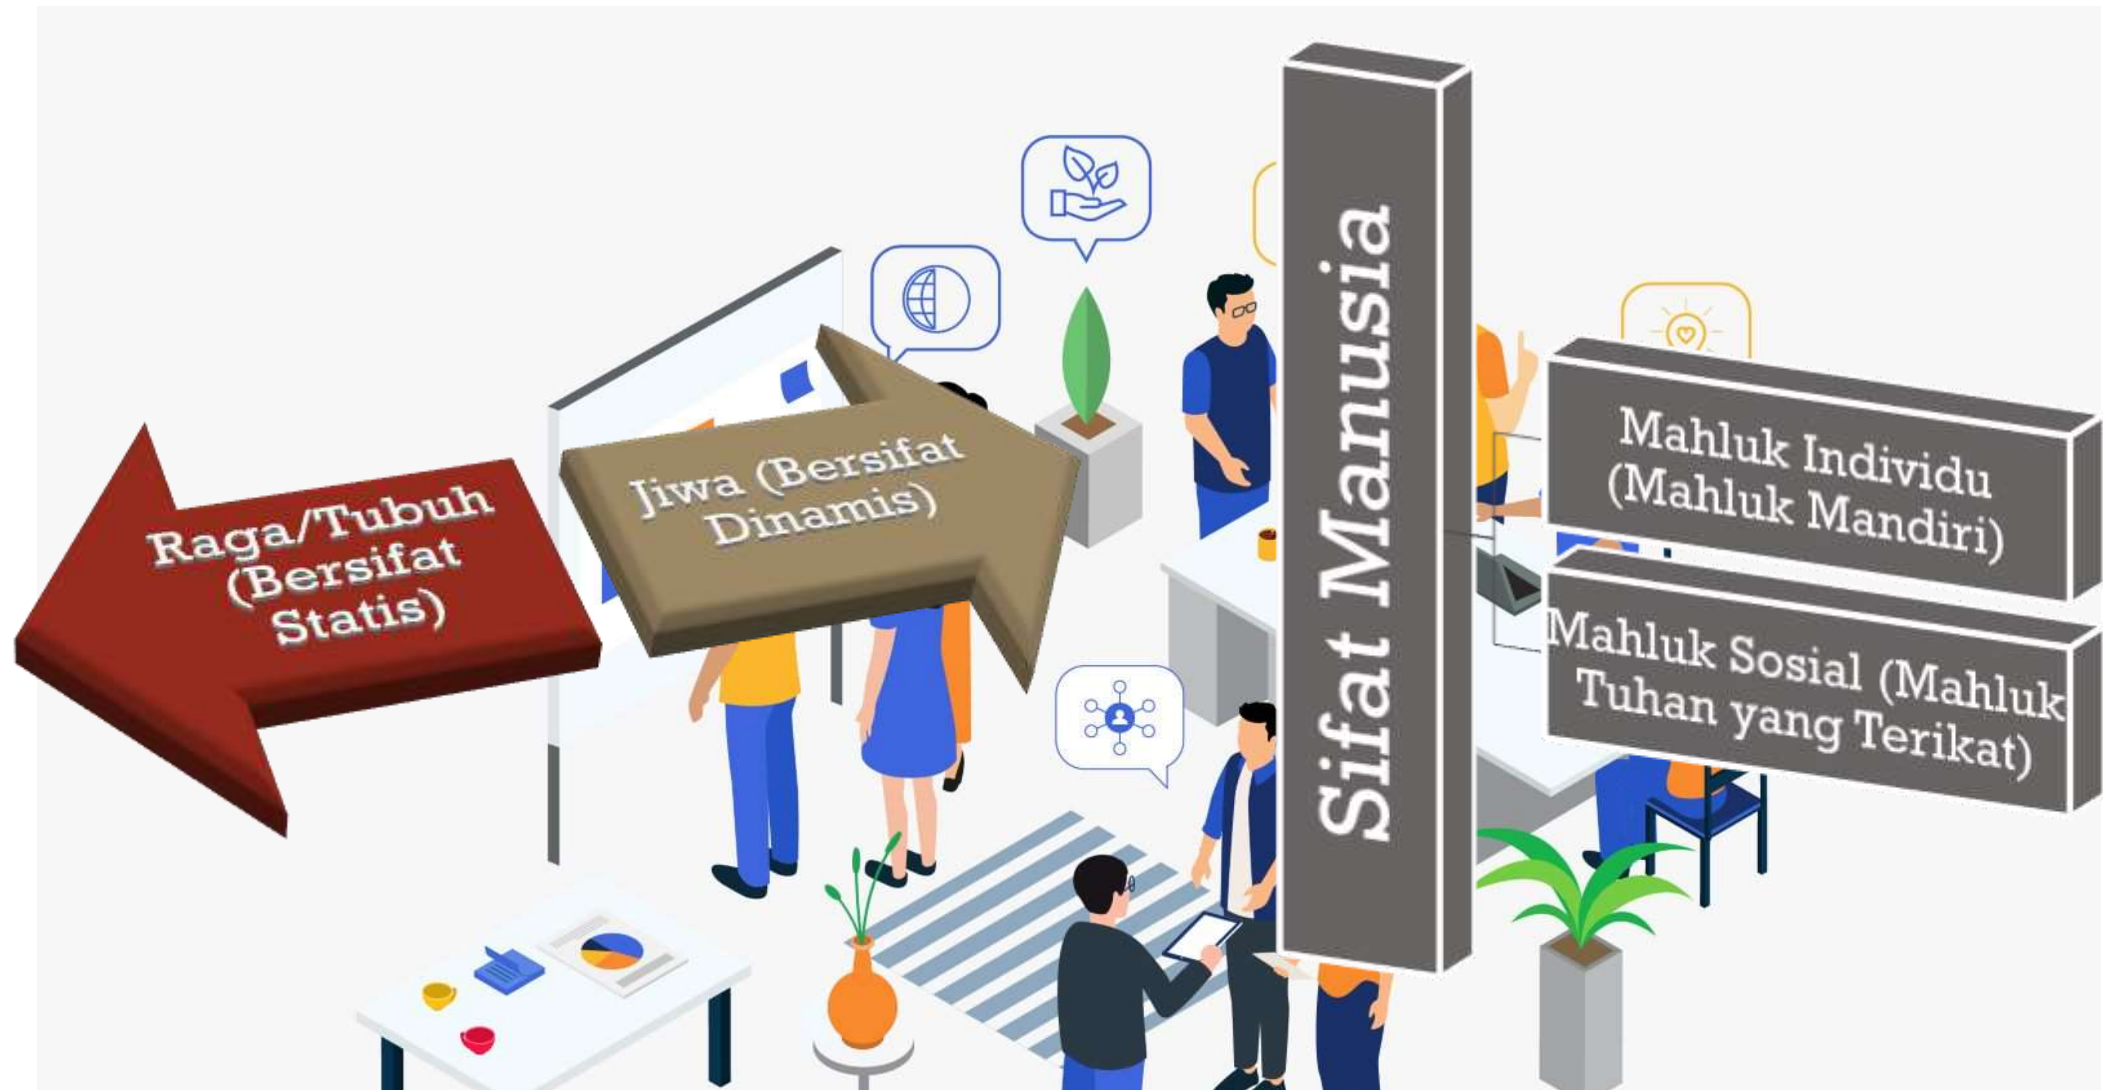 Raga/Tubuh
(Bersifat
Statis)
Jiwa (Bersifat
Dinamis)
Sifat Manusia
Mahluk Individu
(Mahluk Mandiri)
Mahluk Sosial (Mahluk
Tuhan yang Terikat)